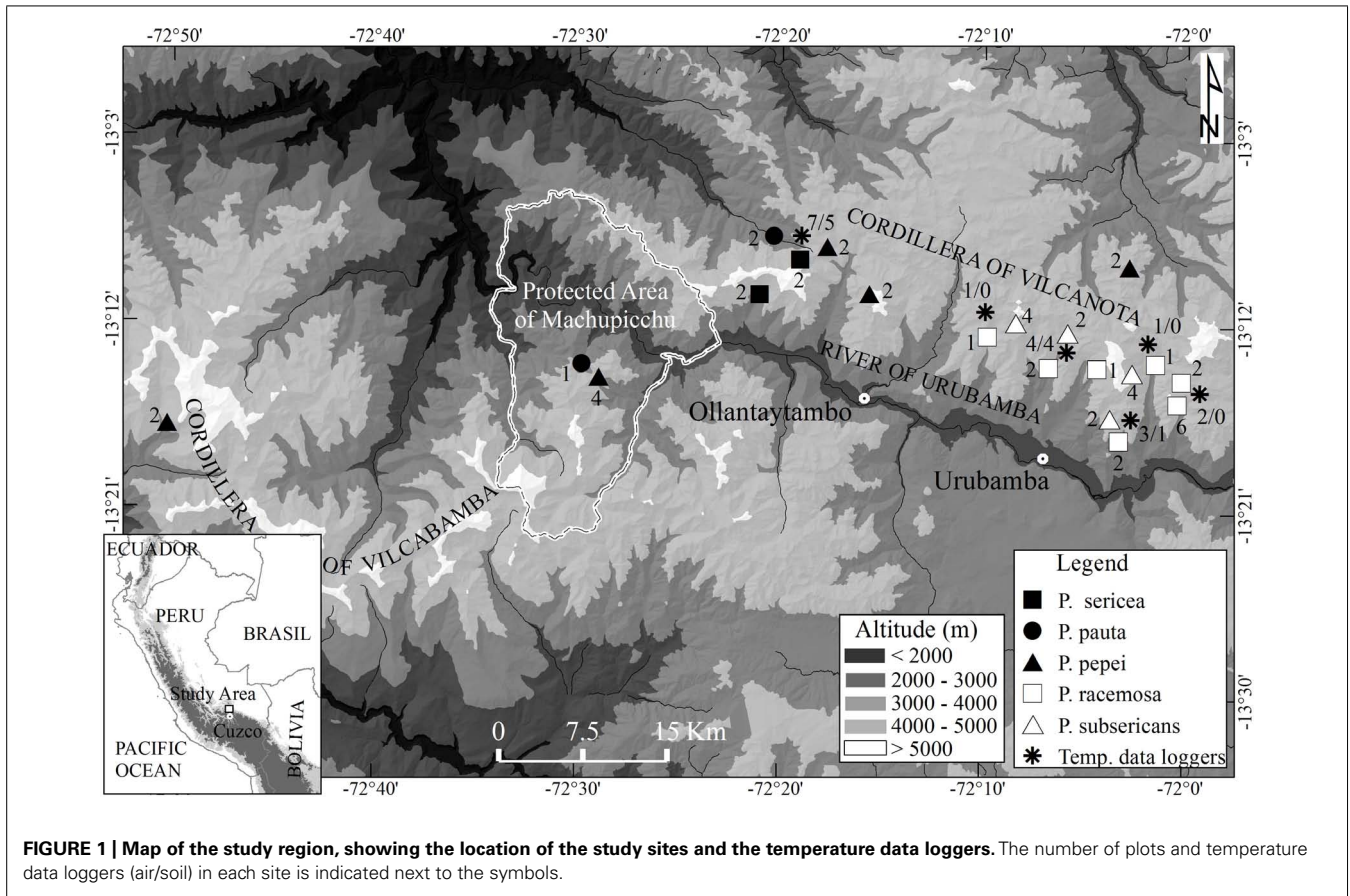 -72°50' -72°40' -72°30' -72°20' -72°10' -72°0'
-13°3' -13°3'
N
CORDILLERA OF VILCANOTA
7/5
2 2
2
2
2
2
Protected Area
of Machupicchu
-13°12' -13°12'
1/0 4 2
1 4/4 1/0
2 1 1 2
4
2/0
6
2 3/1
2
1
4
RIVER OF URUBAMBA
Ollantaytambo
Urubamba
2
CORDILLERA
OF VILCABAMBA
-13°21' -13°21'
ECUADOR
PERU
BRASIL
Study Area
Cuzco
BOLIVIA
PACIFIC
OCEAN
Altitude (m)
< 2000
2000 - 3000
3000 - 4000
4000 - 5000
> 5000
0 7.5 15 Km
Legend
P. sericea
P. pauta
P. pepei
P. racemosa
P. subsericans
Temp. data loggers
-13°30'
-72°40' -72°30' -72°20' -72°10' -72°0'
FIGURE 1 | Map of the study region, showing the location of the study sites and the temperature data loggers. The number of plots and temperature
data loggers (air/soil) in each site is indicated next to the symbols.